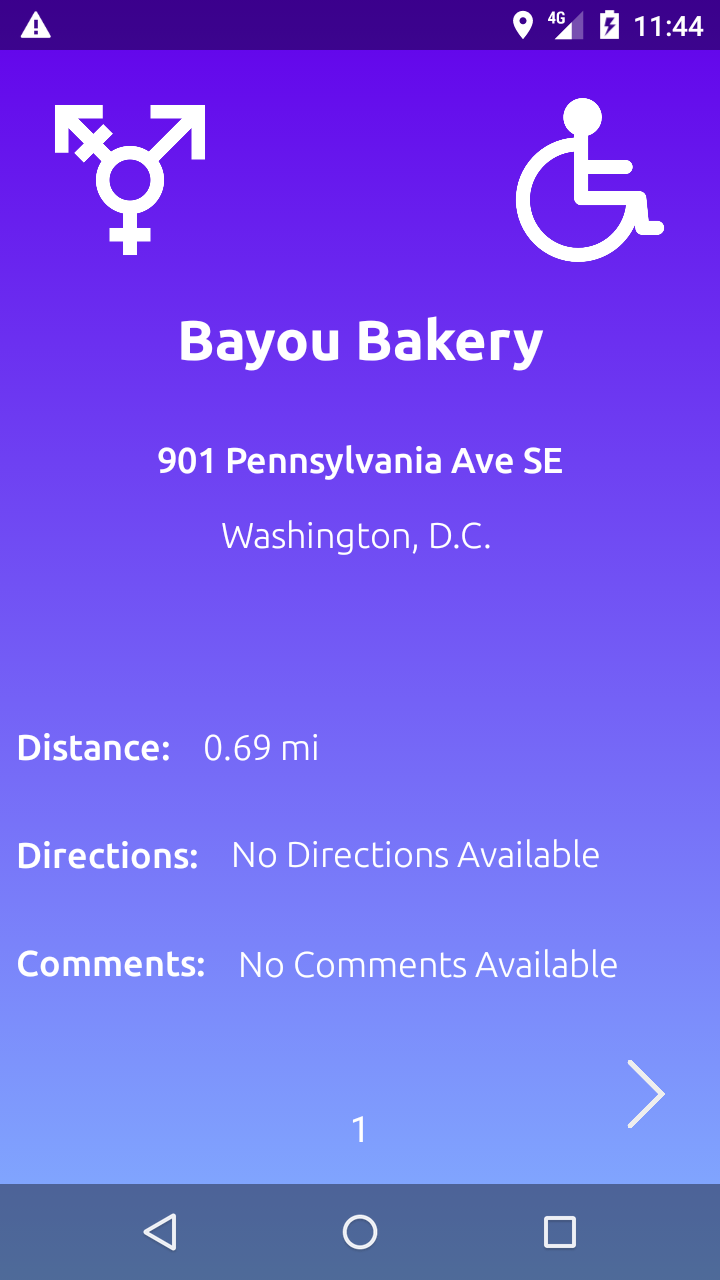 4G 11:44
Bayou Bakery
901 Pennsylvania Ave SE
Washington, D.C.
Distance: 0.69 mi
Directions: No Directions Available
Comments: No Comments Available
1